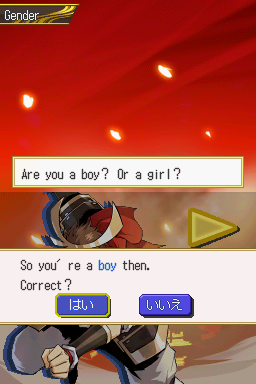 Gender
Are you a boy? Or a girl?
So you´re a boy then.
Correct?
はい
いいえ